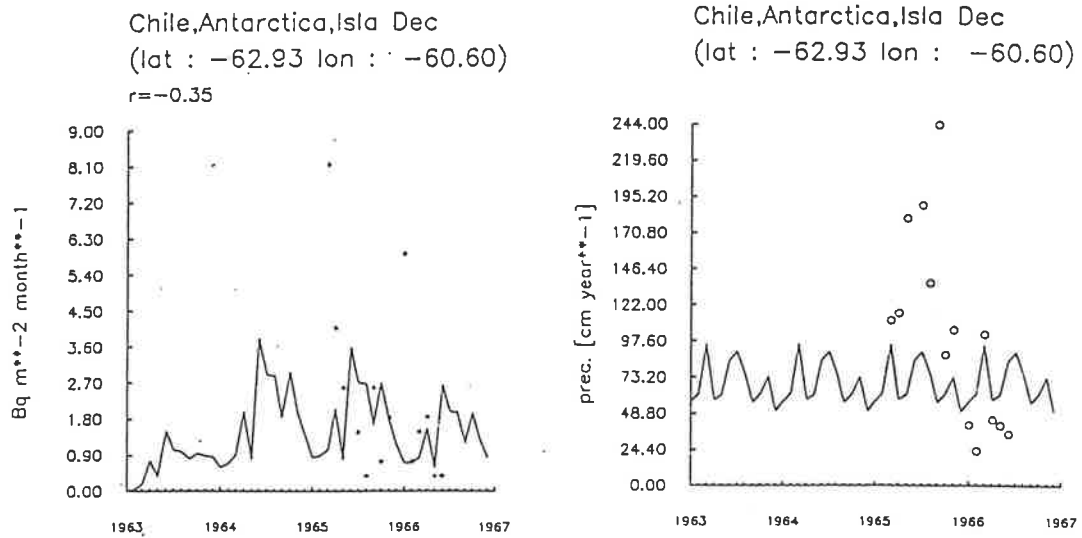 Chile,Antarctica,Isla Dec
(lat : −62.93 lon : −60.60)
r=−0.35
Bq m**−2 month**−1
9.00
8.10
7.20
6.30
5.40
4.50
3.60
2.70
1.80
0.90
0.00
1963 1964 1965 1966 1967
Chile,Antarctica,Isla Dec
(lat : −62.93 lon : −60.60)
prec. [cm year**−1]
244.00
219.60
195.20
170.80
146.40
122.00
97.60
73.20
48.80
24.40
0.00
1963 1964 1965 1966 1967